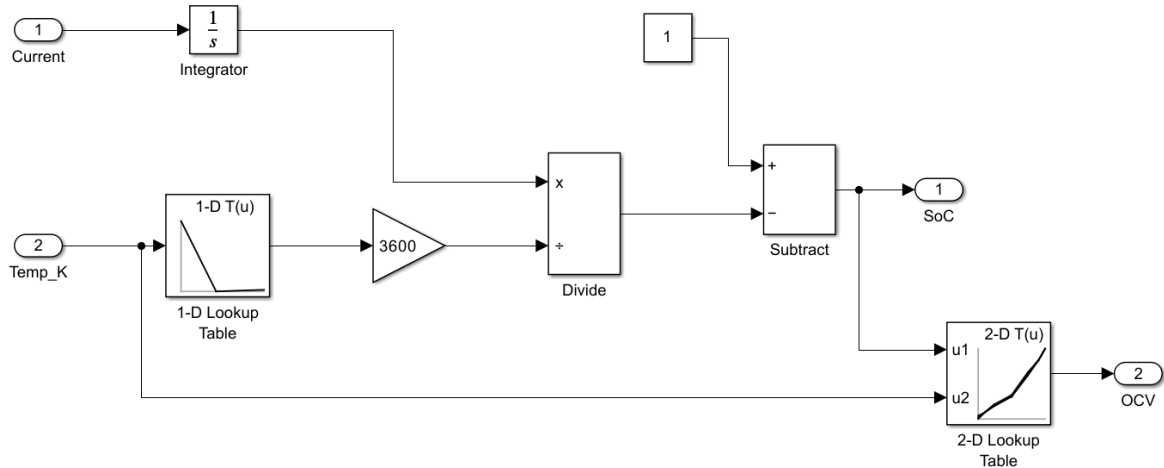 1
Current
1
s
Integrator
1
1-D T(u)
2
Temp_K
1-D Lookup
Table
3600
x
÷
Divide
+
−
Subtract
1
SoC
2-D T(u)
u1
u2
2-D Lookup
Table
2
OCV